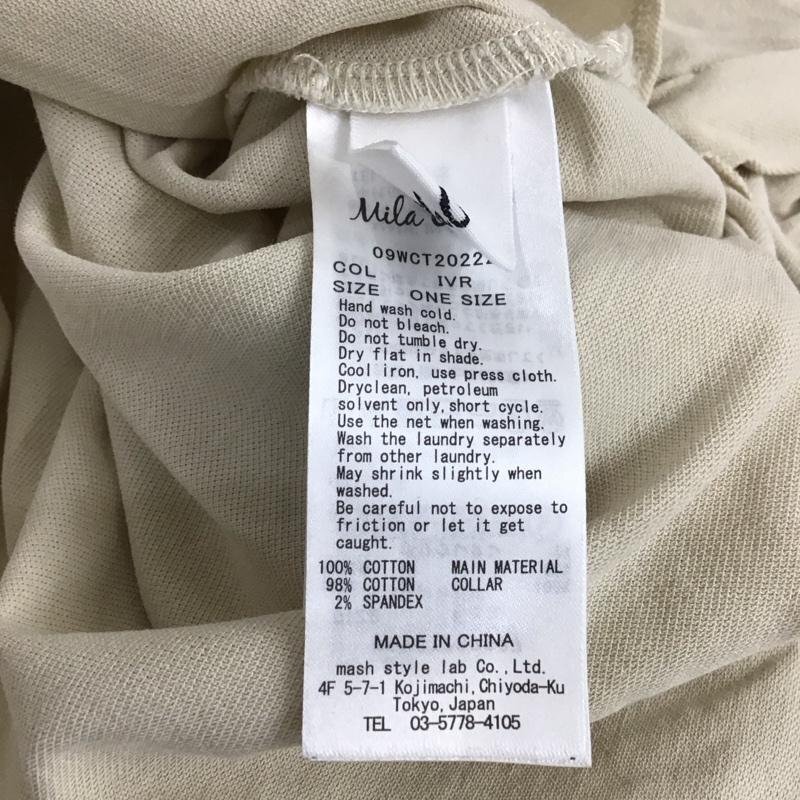 Mila
09WCT20222
COL IVR
SIZE ONE SIZE
Hand wash cold.
Do not bleach.
Do not tumble dry.
Dry flat in shade.
Cool iron, use press cloth.
Dryclean, petroleum
solvent only, short cycle.
Use the net when washing.
Wash the laundry separately
from other laundry.
May shrink slightly when
washed.
Be careful not to expose to
friction or let it get
caught.
100% COTTON MAIN MATERIAL
98% COTTON COLLAR
2% SPANDEX
MADE IN CHINA
mash style lab Co., Ltd.
4F 5-7-1 Kojimachi, Chiyoda-Ku
Tokyo, Japan
TEL 03-5778-4105